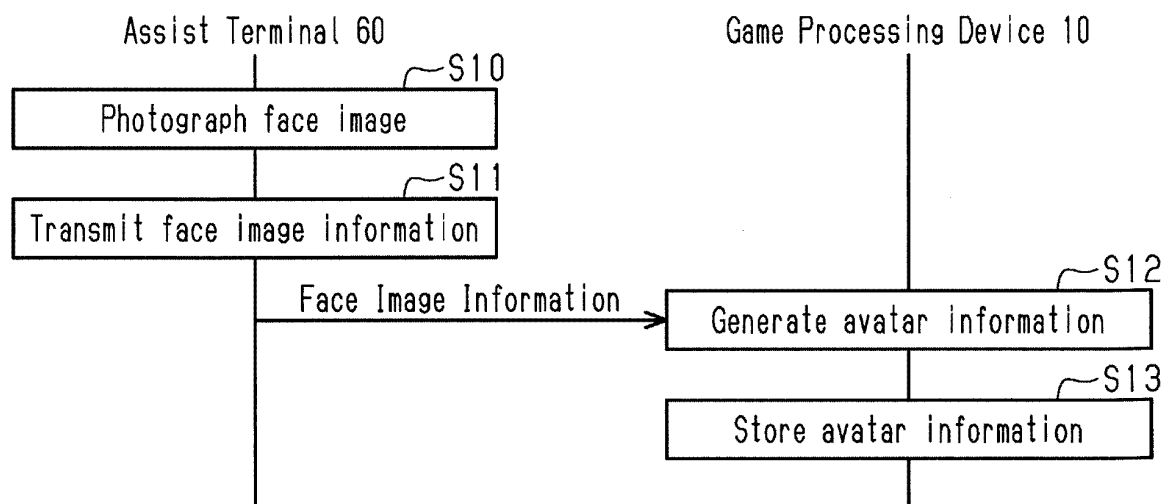 Assist Terminal 60
Game Processing Device 10
S10
Photograph face image
S11
Transmit face image information
S12
Face Image Information
Generate avatar information
S13
Store avatar information